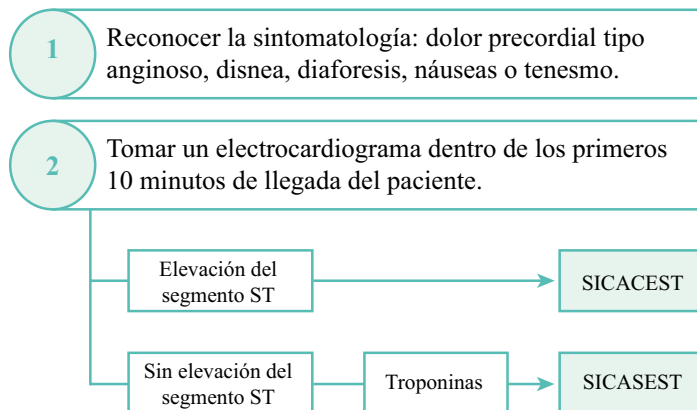 1
Reconocer la sintomatología: dolor precordial tipo
anginoso, disnea, diaforesis, náuseas o tenesmo.
2
Tomar un electrocardiograma dentro de los primeros
10 minutos de llegada del paciente.
Elevación del
segmento ST
SICACEST
Sin elevación del
segmento ST
Troponinas
SICASEST